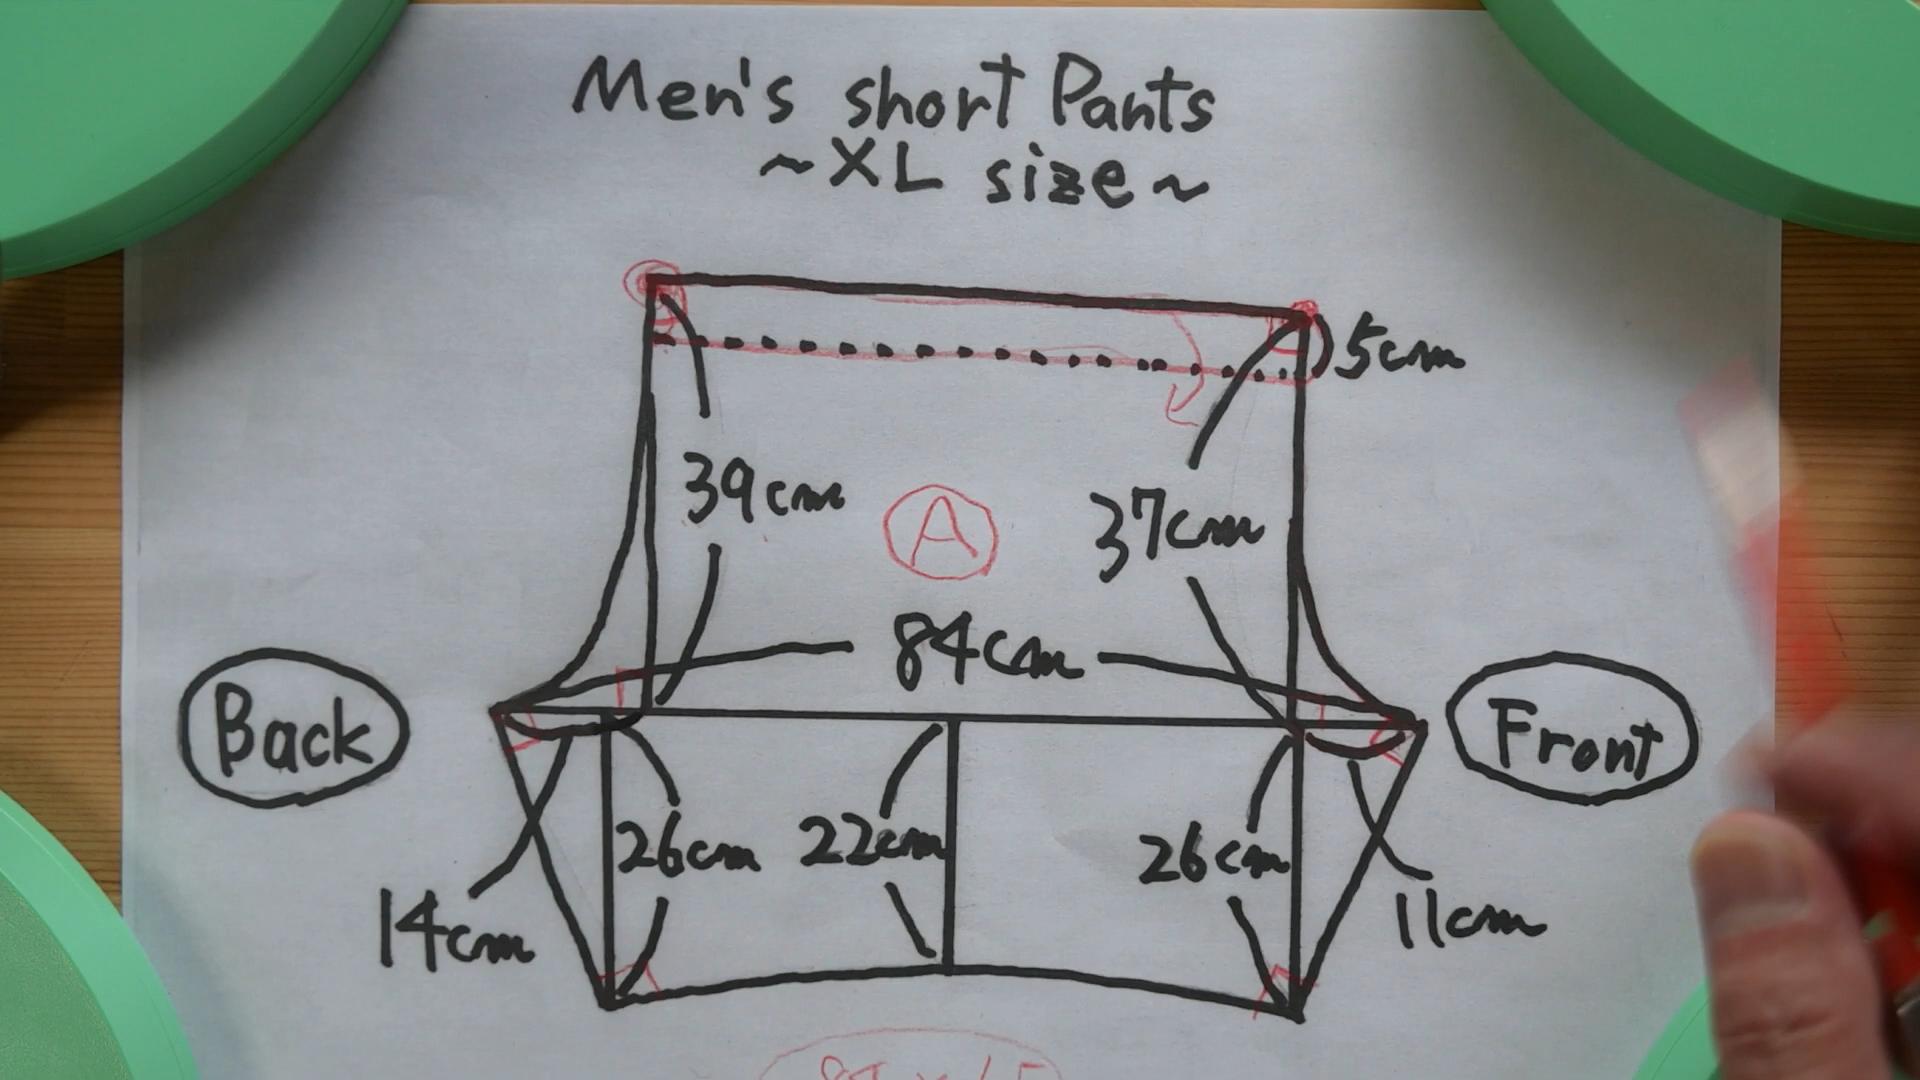 Men's short Pants
~XL size~
5cm
39cm
A
37cm
84cm
Back
Front
26cm
22cm
26cm
14cm
11cm